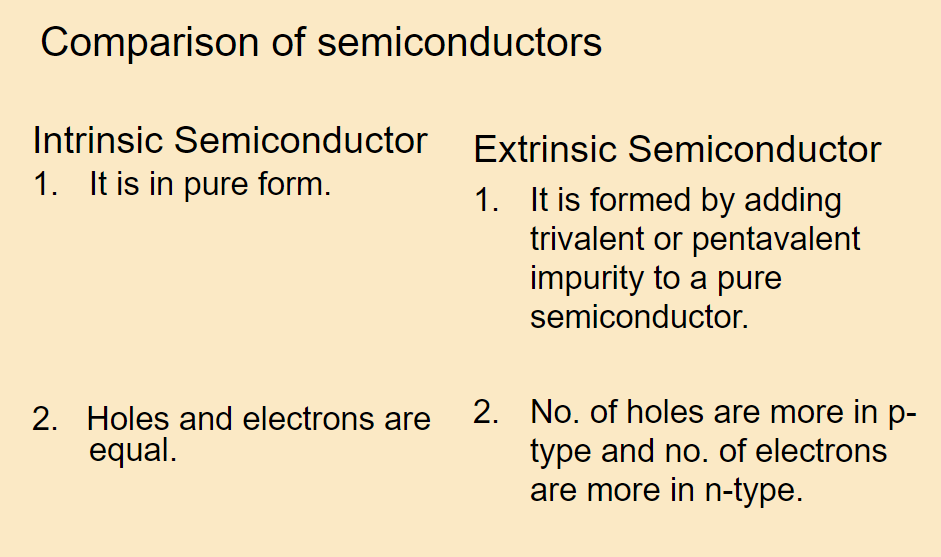 Comparison of semiconductors
Intrinsic Semiconductor
1. It is in pure form.
2. Holes and electrons are
equal.
Extrinsic Semiconductor
1. It is formed by adding
trivalent or pentavalent
impurity to a pure
semiconductor.
2. No. of holes are more in p-
type and no. of electrons
are more in n-type.